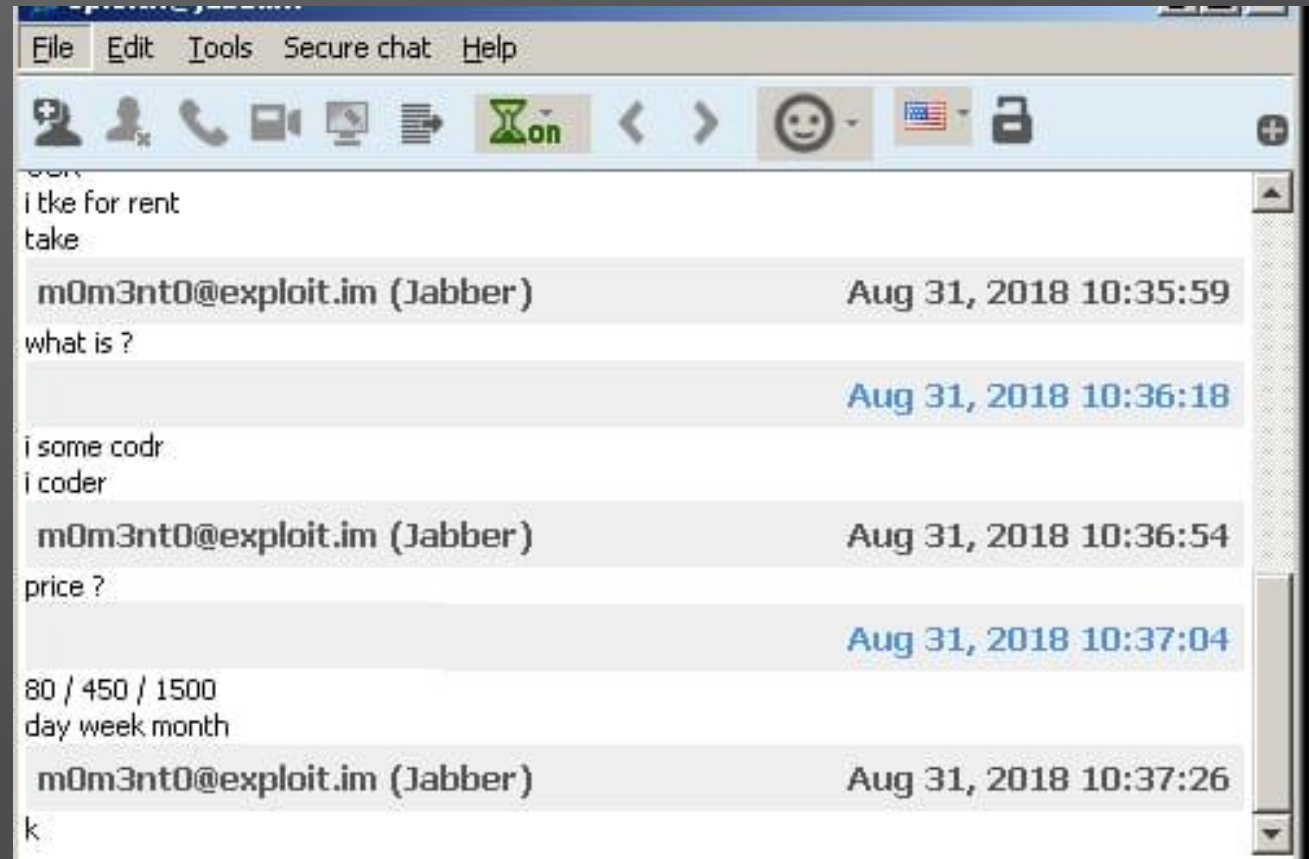 File Edit Tools Secure chat Help
on
i tke for rent
take
m0m3nt0@exploit.im (Jabber) Aug 31, 2018 10:35:59
what is ?
Aug 31, 2018 10:36:18
i some codr
i coder
m0m3nt0@exploit.im (Jabber) Aug 31, 2018 10:36:54
price ?
Aug 31, 2018 10:37:04
80 / 450 / 1500
day week month
m0m3nt0@exploit.im (Jabber) Aug 31, 2018 10:37:26
k